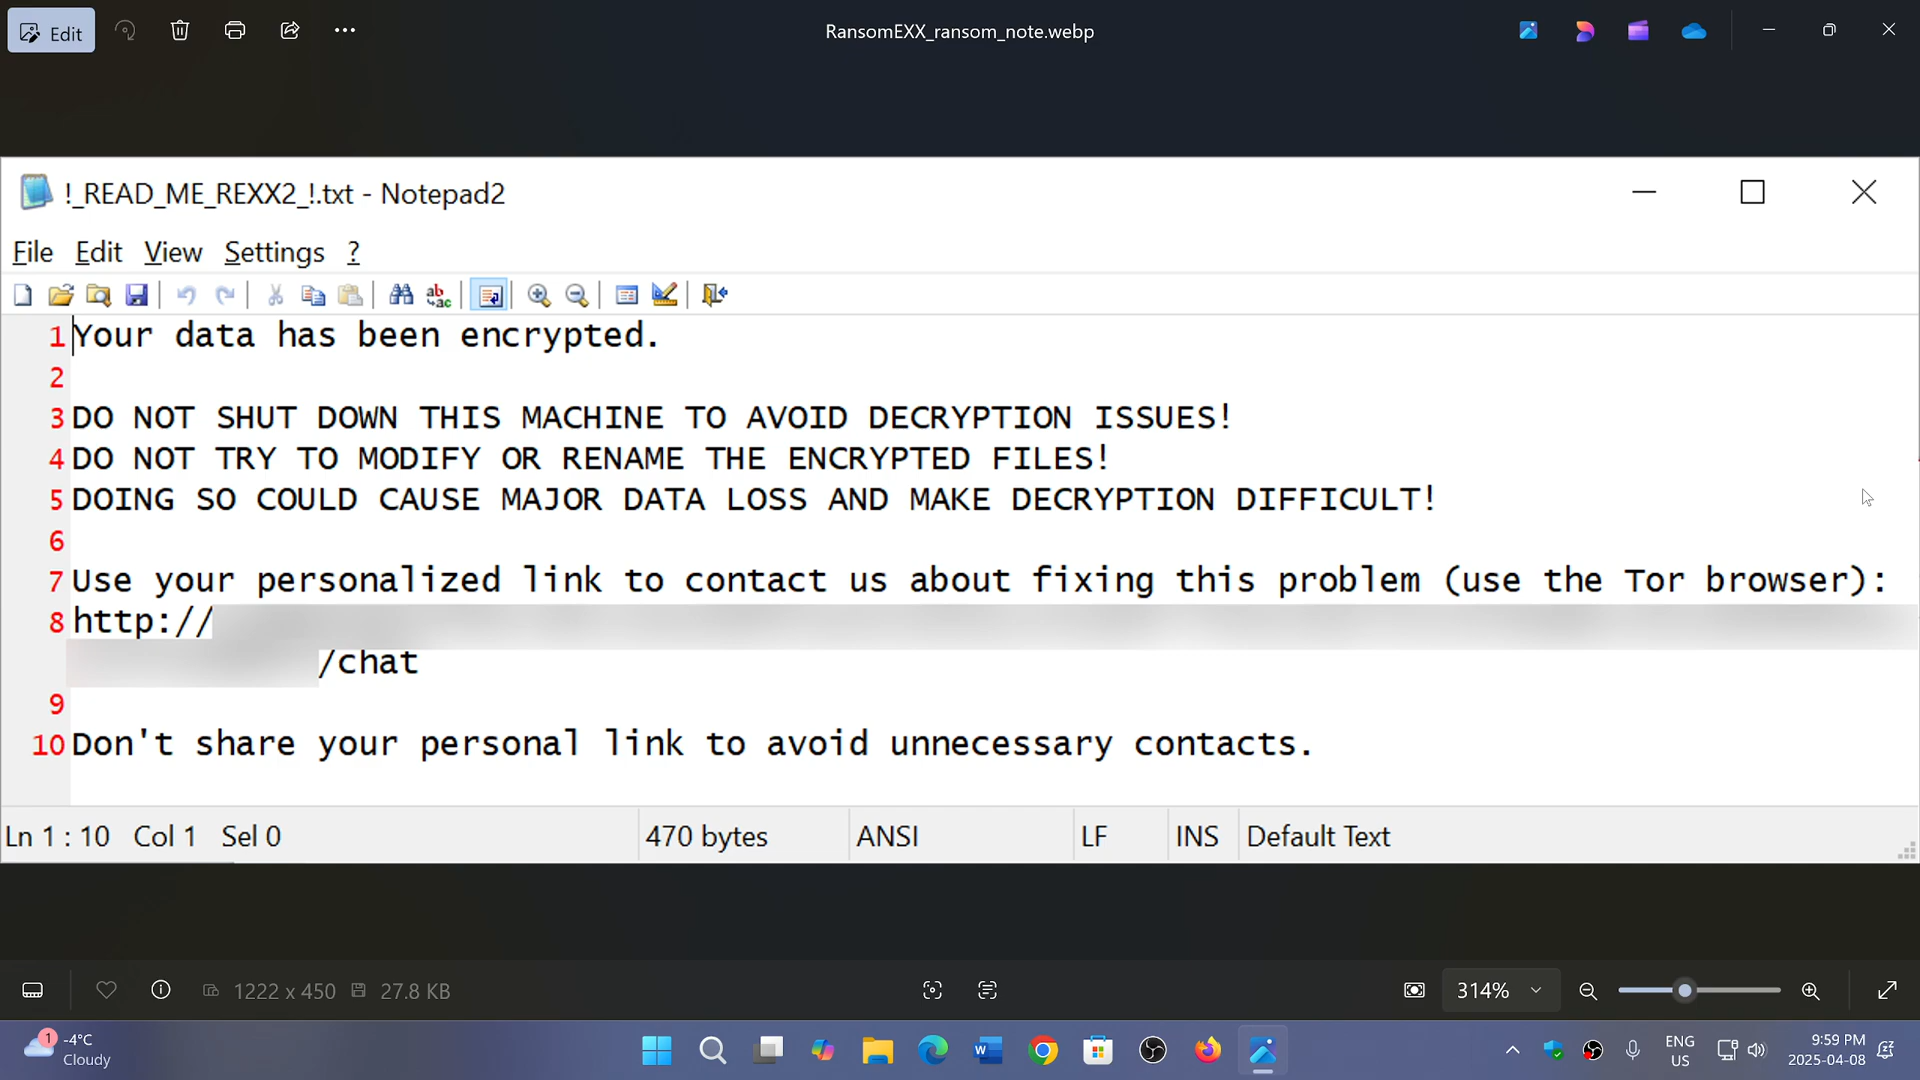 Edit
RansomEXX_ransom_note.webp
!_READ_ME_REXX2_!.txt - Notepad2
File Edit View Settings ?
1 Your data has been encrypted.
2
3 DO NOT SHUT DOWN THIS MACHINE TO AVOID DECRYPTION ISSUES!
4 DO NOT TRY TO MODIFY OR RENAME THE ENCRYPTED FILES!
5 DOING SO COULD CAUSE MAJOR DATA LOSS AND MAKE DECRYPTION DIFFICULT!
6
7 Use your personalized link to contact us about fixing this problem (use the Tor browser):
8 http://
/chat
9
10 Don't share your personal link to avoid unnecessary contacts.
Ln 1 : 10 Col 1 Sel 0 470 bytes ANSI LF INS Default Text
1222 x 450 27.8 KB 314%
1 -4°C
Cloudy
ENG
US
9:59 PM
2025-04-08